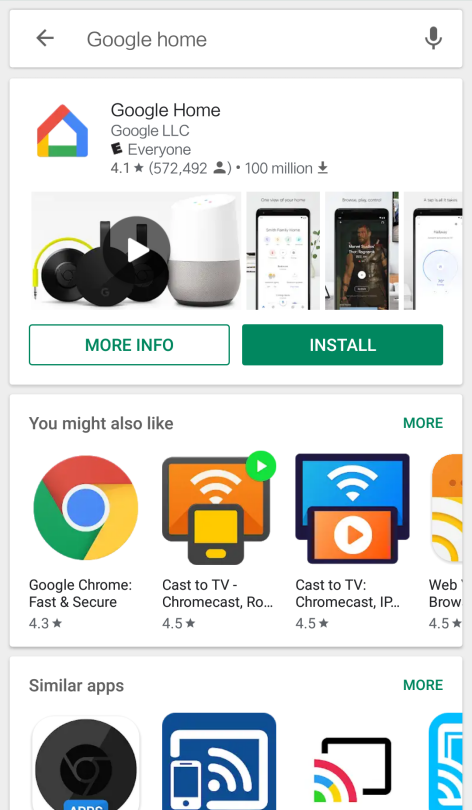 Google home
Google Home
Google LLC
E Everyone
4.1 ★ (572,492) • 100 million
G
One view of your home
Browse, play, control
MORE INFO
INSTALL
You might also like
MORE
Google Chrome:
Fast & Secure
4.3 ★
Cast to TV -
Chromecast, Ro...
4.5 ★
Cast to TV:
Chromecast, IP...
4.5 ★
Web
Brow
4.5 ★
Similar apps
MORE
APPS